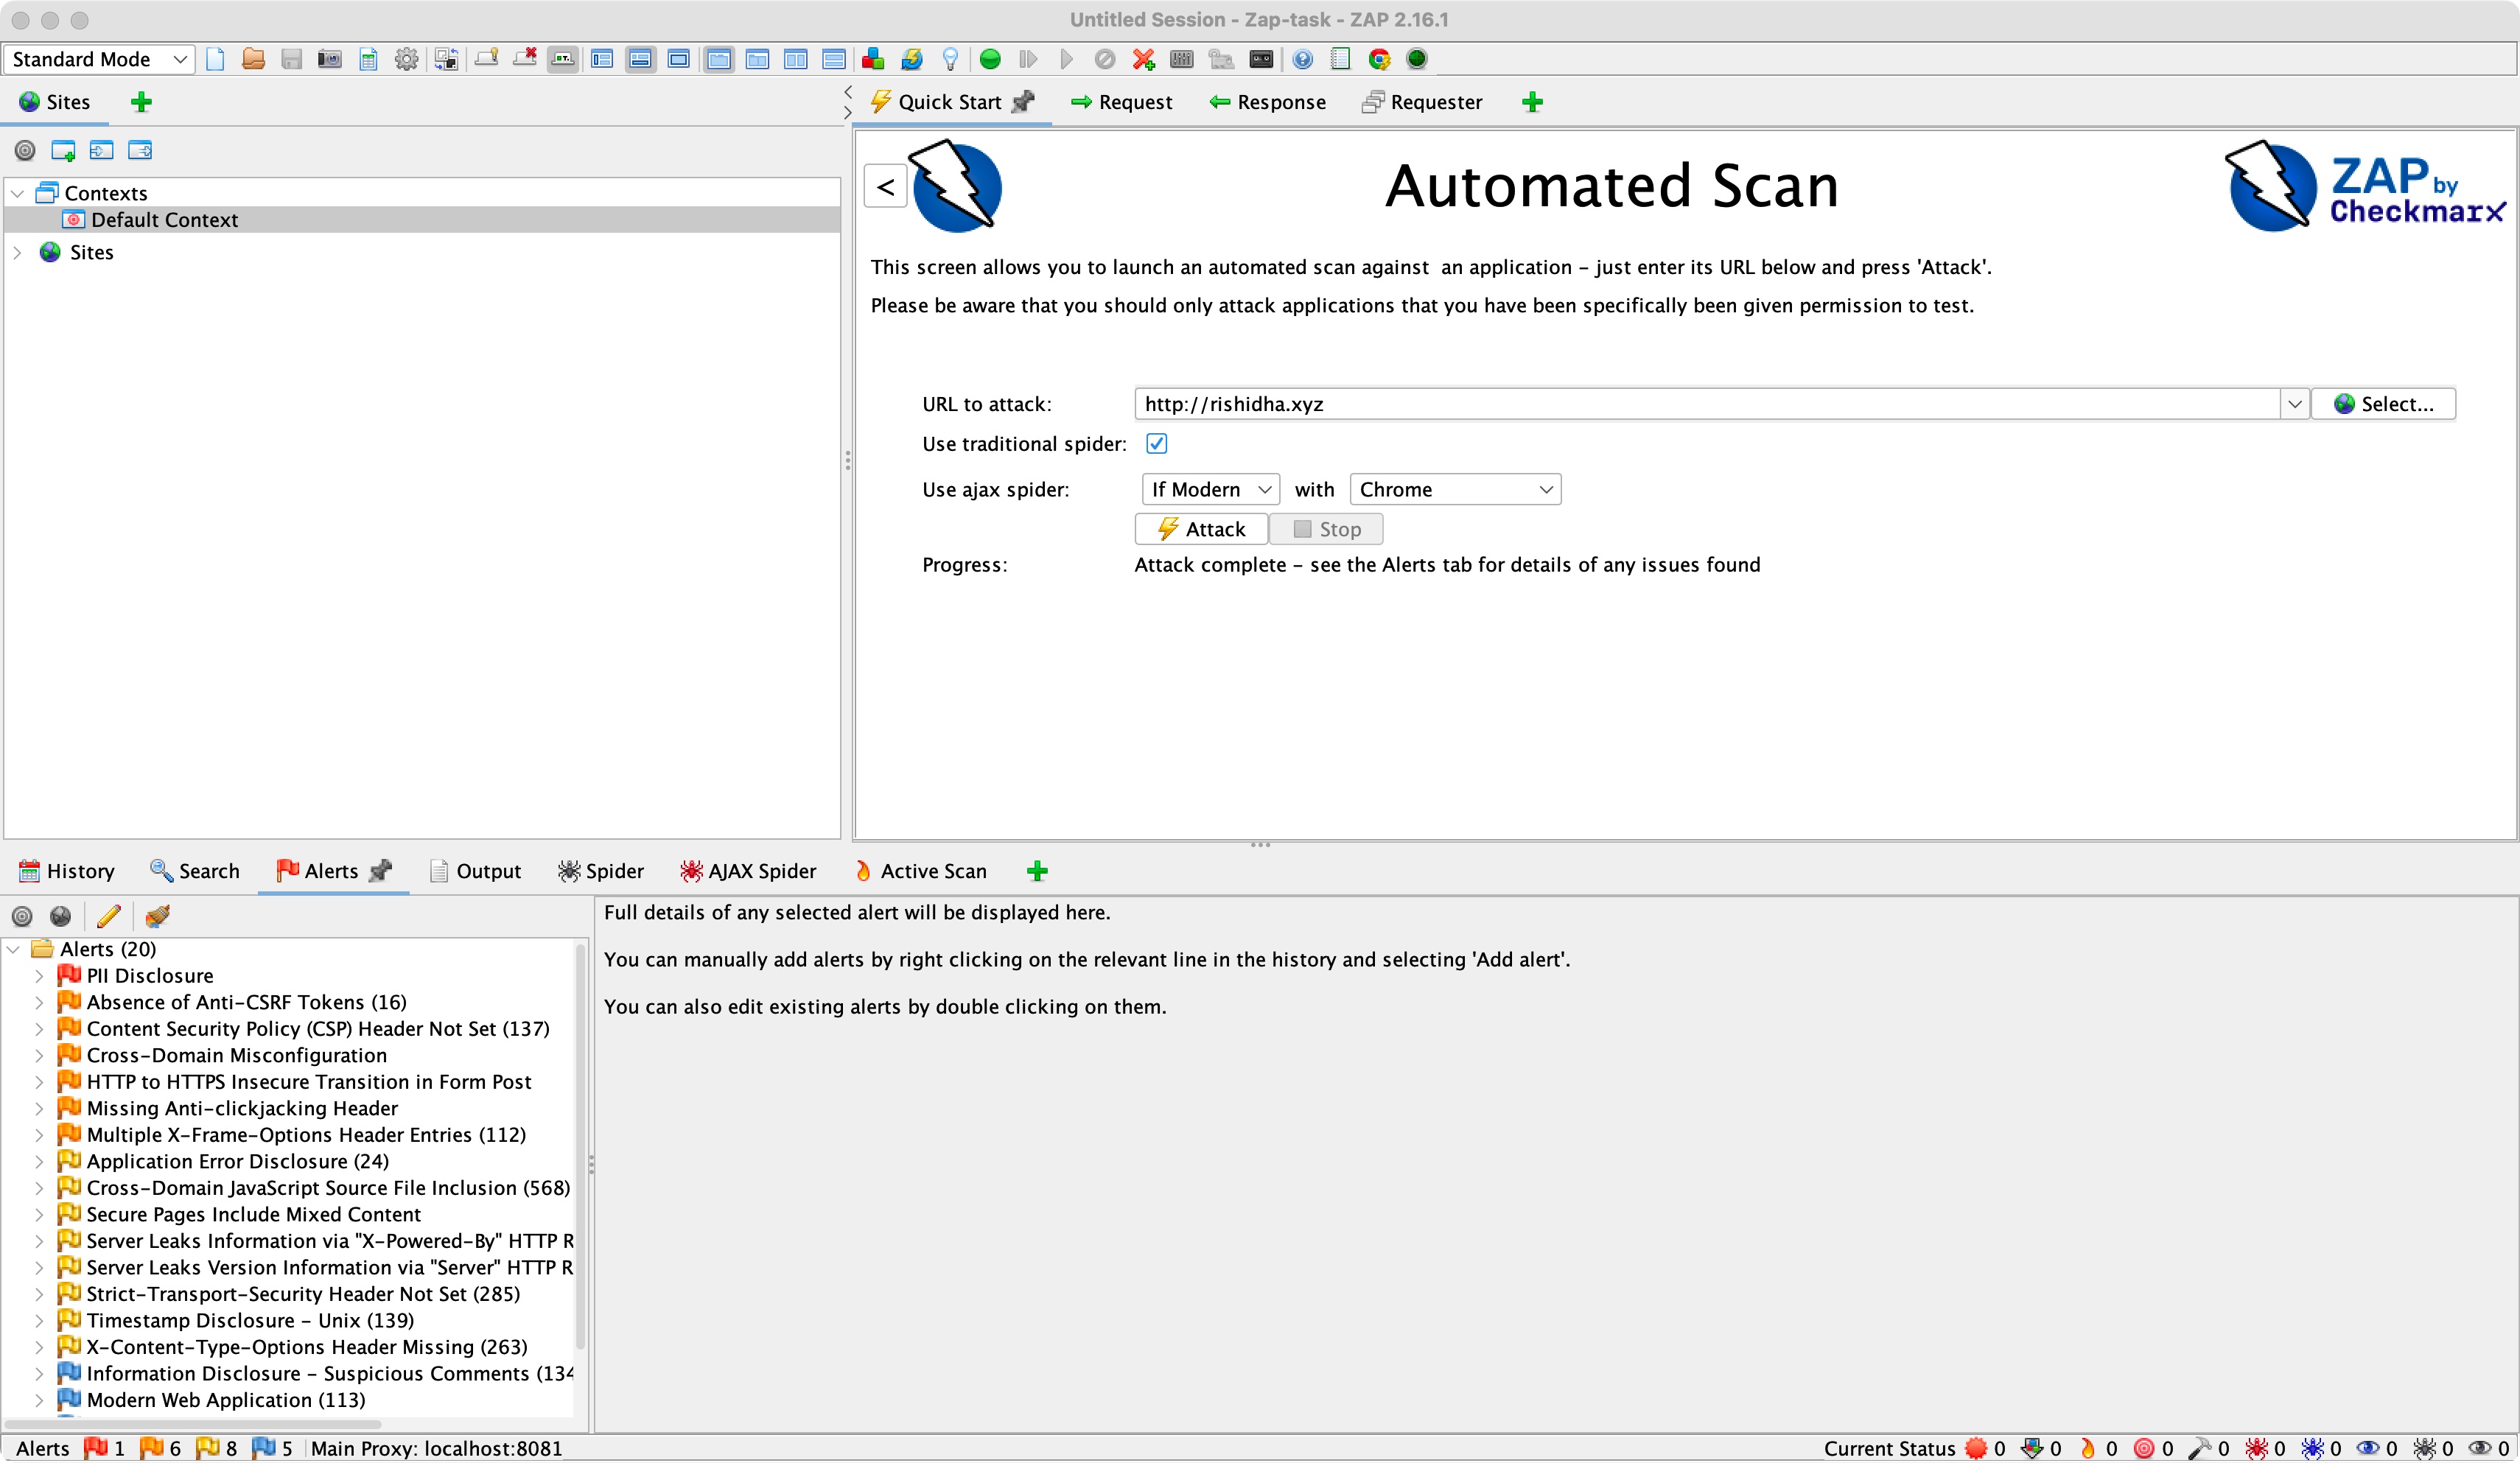 Untitled Session - Zap-task - ZAP 2.16.1
Standard Mode
Sites
Quick Start
Request
Response
Requester
Contexts
Default Context
Sites
<
Automated Scan
ZAP by
Checkmarx
This screen allows you to launch an automated scan against  an application – just enter its URL below and press 'Attack'.
Please be aware that you should only attack applications that you have been specifically been given permission to test.
URL to attack:
http://rishidha.xyz
Select...
Use traditional spider:
Use ajax spider:
If Modern
with
Chrome
Attack
Stop
Progress:
Attack complete – see the Alerts tab for details of any issues found
History
Search
Alerts
Output
Spider
AJAX Spider
Active Scan
Alerts (20)
PII Disclosure
Absence of Anti-CSRF Tokens (16)
Content Security Policy (CSP) Header Not Set (137)
Cross-Domain Misconfiguration
HTTP to HTTPS Insecure Transition in Form Post
Missing Anti-clickjacking Header
Multiple X-Frame-Options Header Entries (112)
Application Error Disclosure (24)
Cross-Domain JavaScript Source File Inclusion (568)
Secure Pages Include Mixed Content
Server Leaks Information via "X-Powered-By" HTTP R
Server Leaks Version Information via "Server" HTTP R
Strict-Transport-Security Header Not Set (285)
Timestamp Disclosure - Unix (139)
X-Content-Type-Options Header Missing (263)
Information Disclosure - Suspicious Comments (134
Modern Web Application (113)
Full details of any selected alert will be displayed here.
You can manually add alerts by right clicking on the relevant line in the history and selecting 'Add alert'.
You can also edit existing alerts by double clicking on them.
Alerts 1 6 8 5 Main Proxy: localhost:8081
Current Status 0 0 0 0 0 0 0 0 0 0